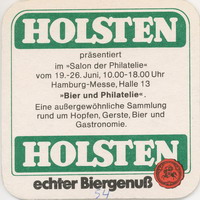 HOLSTEN
präsentiert
im »Salon der Philatelie«
vom 19.-26. Juni, 10.00-18.00 Uhr
Hamburg-Messe, Halle 13
»Bier und Philatelie«.
Eine außergewöhnliche Sammlung
rund um Hopfen, Gerste, Bier und
Gastronomie.
HOLSTEN
echter Biergenuß
54